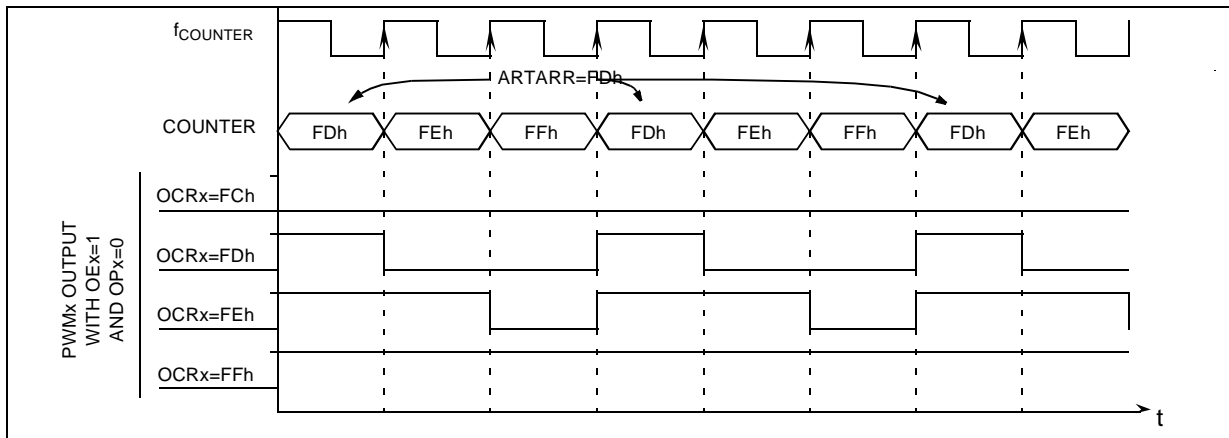 fCOUNTER
ARTARR=FDh
COUNTER FDh FEh FFh FDh FEh FFh FDh FEh
OCRx=FCh
OCRx=FDh
OCRx=FEh
OCRx=FFh
PWMx OUTPUT
WITH OEx=1
AND OPx=0
t